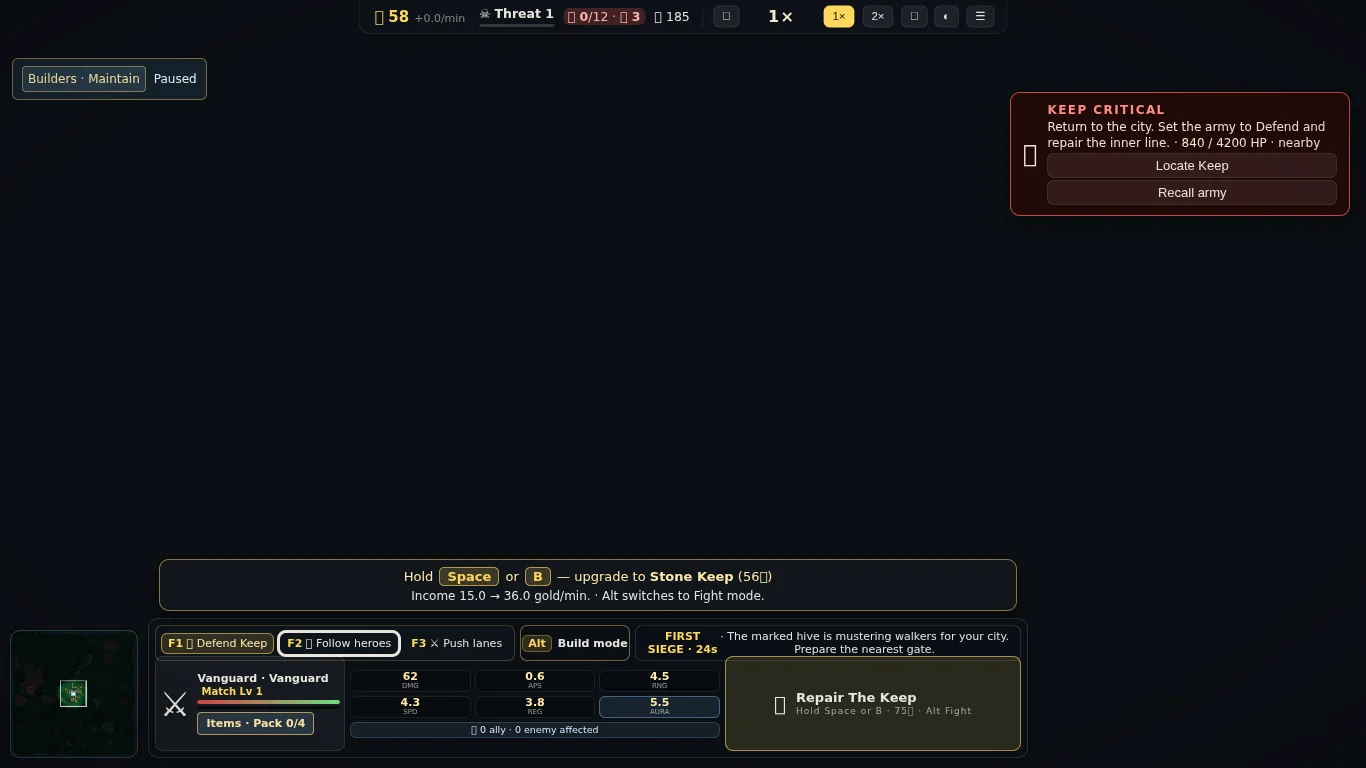 58 +0.0/min ☠ Threat 1 0/12 · 3 185 1× 1× 2× ☰
Builders · Maintain Paused
KEEP CRITICAL
Return to the city. Set the army to Defend and
repair the inner line. · 840 / 4200 HP · nearby
Locate Keep
Recall army
Hold Space or B — upgrade to Stone Keep (56)
Income 15.0 → 36.0 gold/min. · Alt switches to Fight mode.
F1 Defend Keep F2 Follow heroes F3 ⚔ Push lanes Alt Build mode
FIRST SIEGE · 24s
· The marked hive is mustering walkers for your city.
Prepare the nearest gate.
Vanguard · Vanguard
Match Lv 1
Items · Pack 0/4
62 0.6 4.5
DMG APS RNG
4.3 3.8 5.5
SPD REG AURA
0 ally · 0 enemy affected
Repair The Keep
Hold Space or B · 75 · Alt Fight